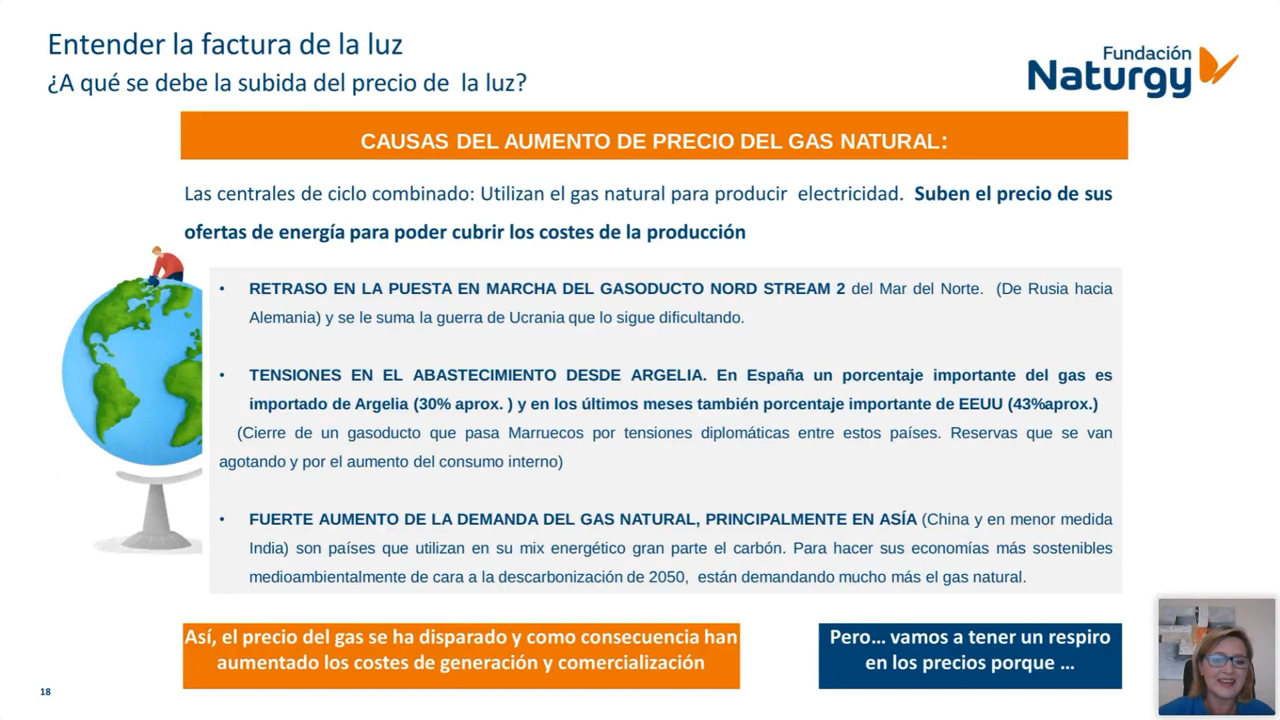 Entender la factura de la luz
¿A qué se debe la subida del precio de la luz?
Fundación
Naturgy
CAUSAS DEL AUMENTO DE PRECIO DEL GAS NATURAL:
Las centrales de ciclo combinado: Utilizan el gas natural para producir electricidad. Suben el precio de sus
ofertas de energía para poder cubrir los costes de la producción
• RETRASO EN LA PUESTA EN MARCHA DEL GASODUCTO NORD STREAM 2 del Mar del Norte. (De Rusia hacia
Alemania) y se le suma la guerra de Ucrania que lo sigue dificultando.
• TENSIONES EN EL ABASTECIMIENTO DESDE ARGELIA. En España un porcentaje importante del gas es
importado de Argelia (30% aprox. ) y en los últimos meses también porcentaje importante de EEUU (43%aprox.)
(Cierre de un gasoducto que pasa Marruecos por tensiones diplomáticas entre estos países. Reservas que se van
agotando y por el aumento del consumo interno)
• FUERTE AUMENTO DE LA DEMANDA DEL GAS NATURAL, PRINCIPALMENTE EN ASÍA (China y en menor medida
India) son países que utilizan en su mix energético gran parte el carbón. Para hacer sus economías más sostenibles
medioambientalmente de cara a la descarbonización de 2050, están demandando mucho más el gas natural.
Así, el precio del gas se ha disparado y como consecuencia han
aumentado los costes de generación y comercialización
Pero… vamos a tener un respiro
en los precios porque …
18